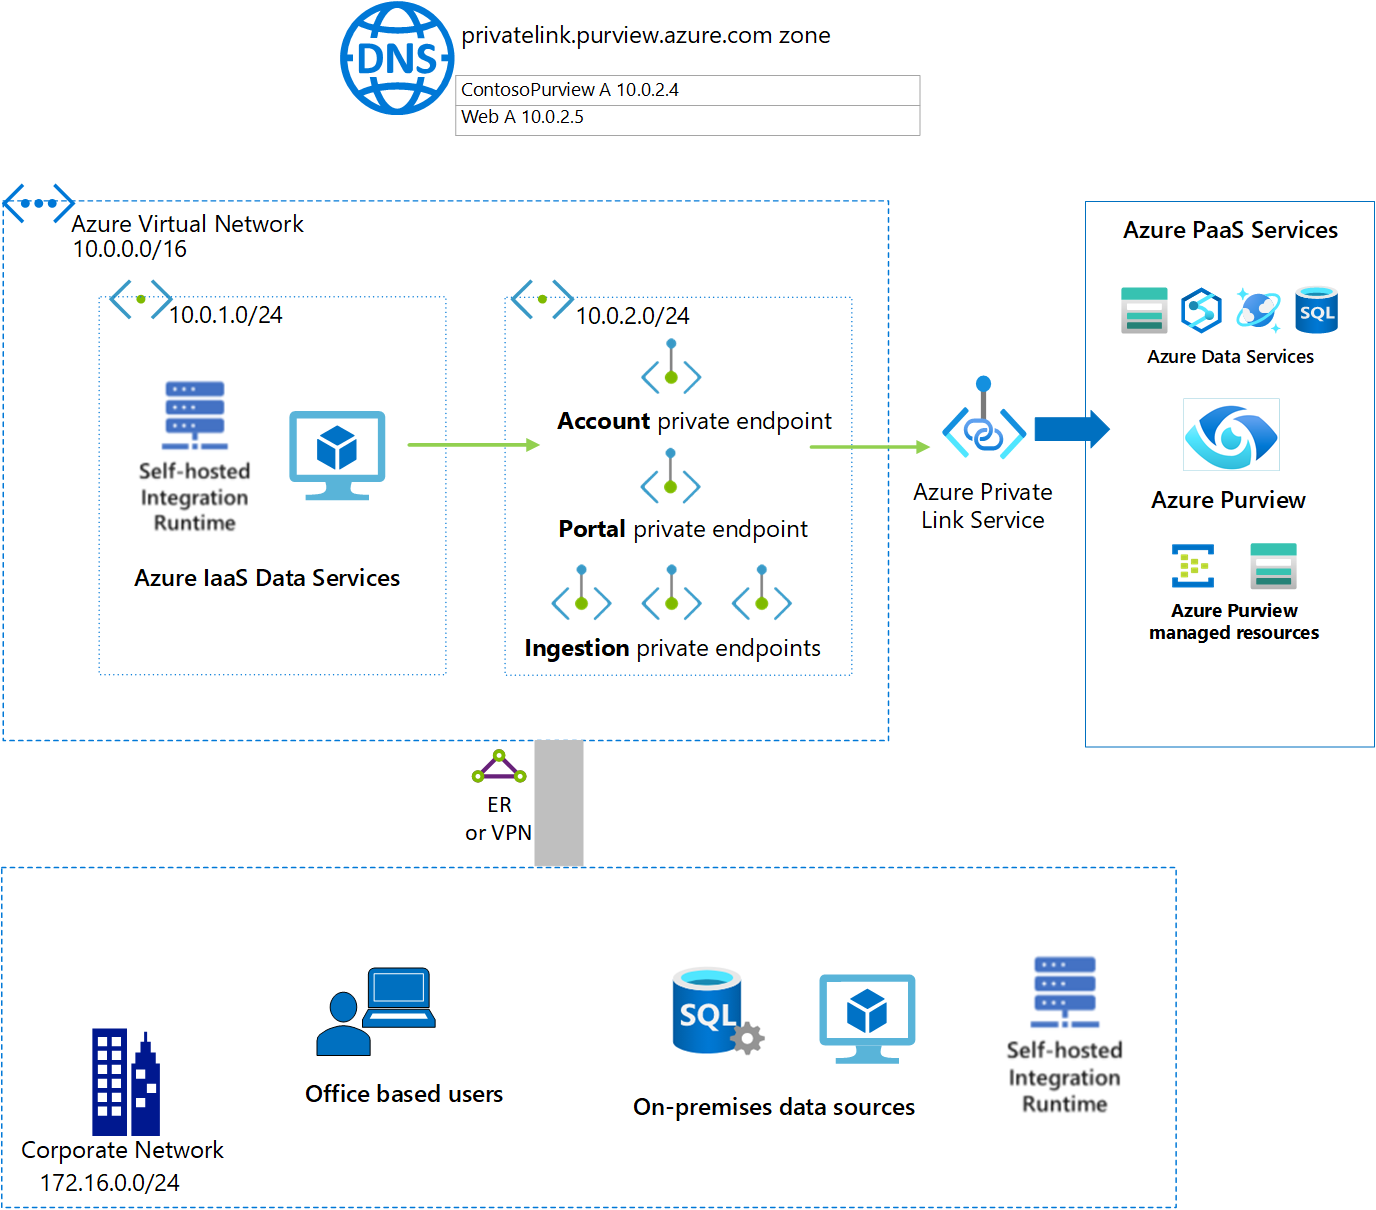 DNS
privatelink.purview.azure.com zone
ContosoPurview A 10.0.2.4
Web A 10.0.2.5
Azure Virtual Network
10.0.0.0/16
10.0.1.0/24
Self-hosted
Integration
Runtime
Azure IaaS Data Services
10.0.2.0/24
Account private endpoint
Portal private endpoint
Ingestion private endpoints
Azure Private
Link Service
Azure PaaS Services
SQL
Azure Data Services
Azure Purview
Azure Purview
managed resources
ER
or VPN
Corporate Network
172.16.0.0/24
Office based users
SQL
On-premises data sources
Self-hosted
Integration
Runtime